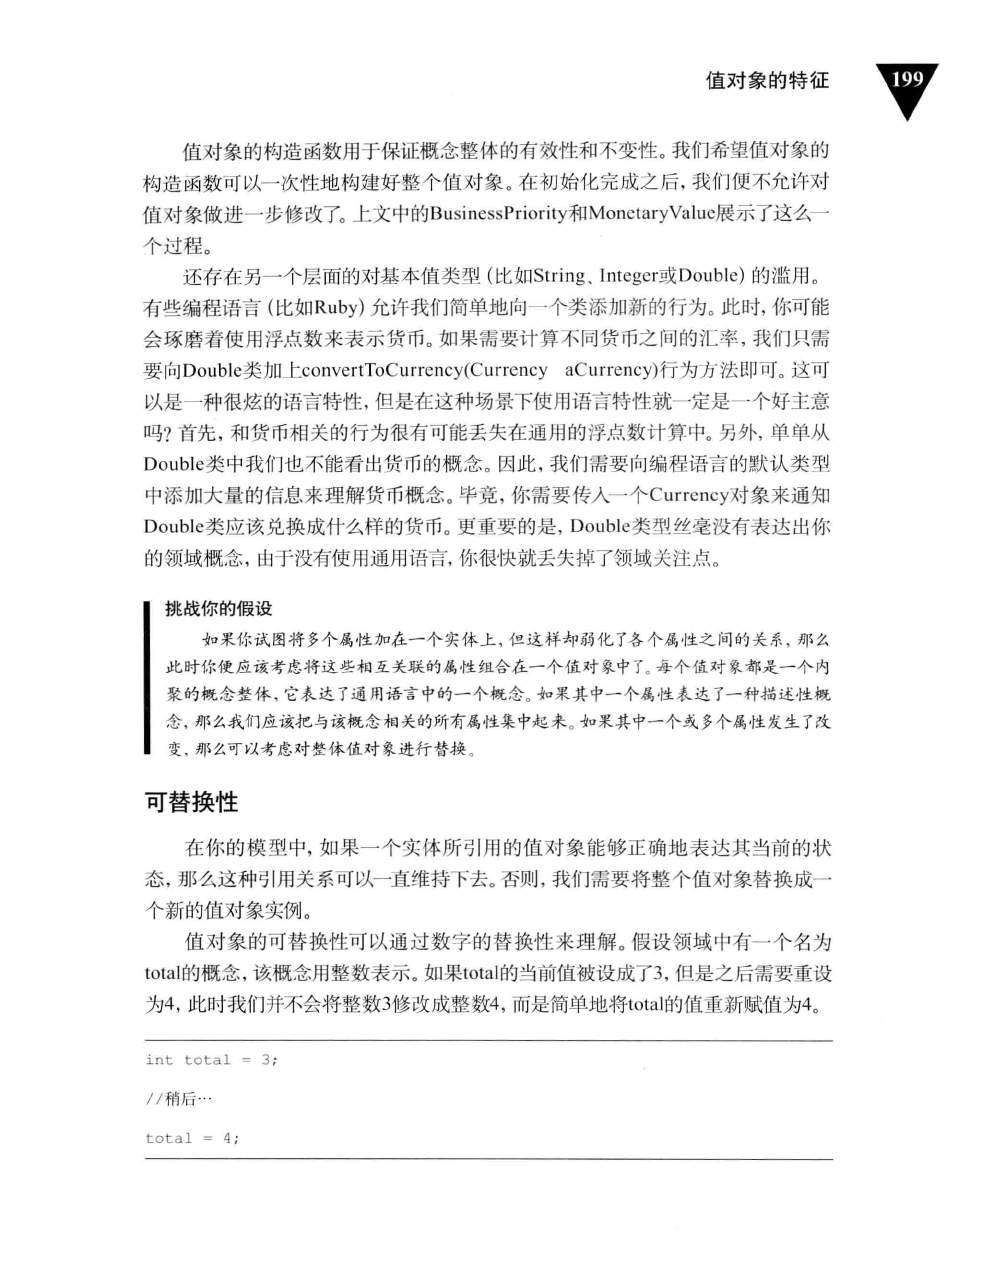 值对象的特征
199
值对象的构造函数用于保证概念整体的有效性和不变性。我们希望值对象的
构造函数可以一次性地构建好整个值对象。在初始化完成之后，我们便不允许对
值对象做进一步修改了。上文中的BusinessPriority和MonetaryValue展示了这么一
个过程。
还存在另一个层面的对基本值类型（比如String、Integer或Double）的滥用。
有些编程语言（比如Ruby）允许我们简单地向一个类添加新的行为。此时，你可能
会琢磨着使用浮点数来表示货币。如果需要计算不同货币之间的汇率，我们只需
要向Double类加上convertToCurrency(Currency aCurrency)行为方法即可。这可
以是一种很炫的语言特性，但是在这种场景下使用语言特性就一定是一个好主意
吗？首先，和货币相关的行为很有可能丢失在通用的浮点数计算中。另外，单单从
Double类中我们也不能看出货币的概念。因此，我们需要向编程语言的默认类型
中添加大量的信息来理解货币概念。毕竟，你需要传入一个Currency对象来通知
Double类应该兑换成什么样的货币。更重要的是，Double类型丝毫没有表达出你
的领域概念，由于没有使用通用语言，你很快就丢失掉了领域关注点。
挑战你的假设
如果你试图将多个属性加在一个实体上，但这样却弱化了各个属性之间的关系，那么
此时你便应该考虑将这些相互关联的属性组合在一个值对象中了。每个值对象都是一个内
聚的概念整体，它表达了通用语言中的一个概念。如果其中一个属性表达了一种描述性概
念，那么我们应该把与该概念相关的所有属性集中起来。如果其中一个或多个属性发生了改
变，那么可以考虑对整体值对象进行替换。
可替换性
在你的模型中，如果一个实体所引用的值对象能够正确地表达其当前的状
态，那么这种引用关系可以一直维持下去。否则，我们需要将整个值对象替换成一
个新的值对象实例。
值对象的可替换性可以通过数字的替换性来理解。假设领域中有一个名为
total的概念，该概念用整数表示。如果total的当前值被设成了3，但是之后需要重设
为4，此时我们并不会将整数3修改成整数4，而是简单地将total的值重新赋值为4。
int total = 3;
//稍后…
total = 4;